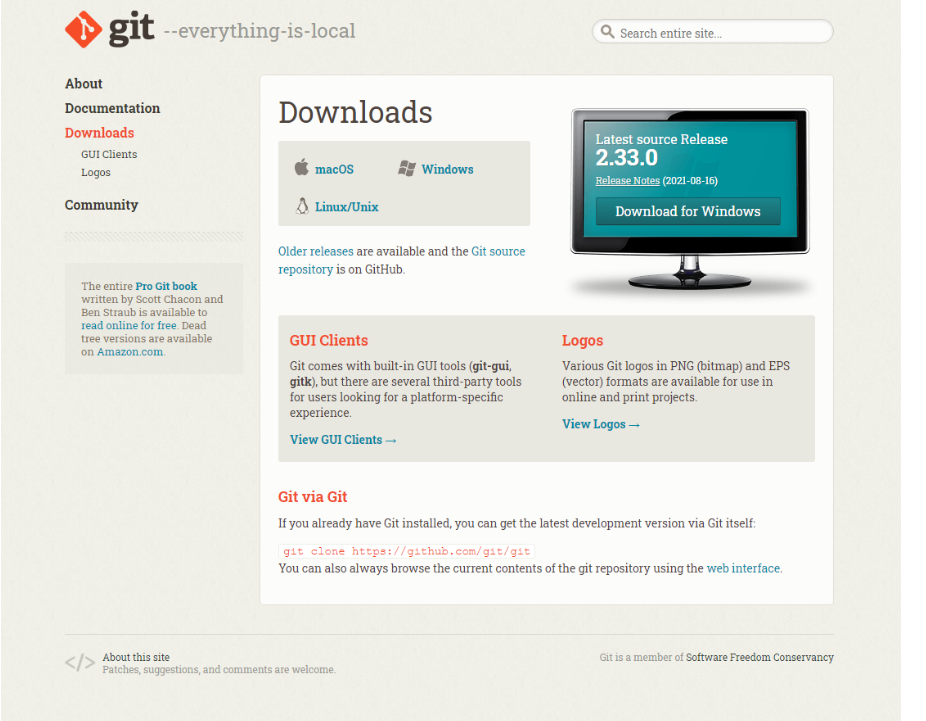 git --everything-is-local
Search entire site...
About
Documentation
Downloads
GUI Clients
Logos
Community
The entire Pro Git book
written by Scott Chacon and
Ben Straub is available to
read online for free. Dead
tree versions are available
on Amazon.com.
Downloads
macOS
Windows
Linux/Unix
Older releases are available and the Git source
repository is on GitHub.
Latest source Release
2.33.0
Release Notes (2021-08-16)
Download for Windows
GUI Clients
Git comes with built-in GUI tools (git-gui,
gitk), but there are several third-party tools
for users looking for a platform-specific
experience.
View GUI Clients →
Logos
Various Git logos in PNG (bitmap) and EPS
(vector) formats are available for use in
online and print projects.
View Logos →
Git via Git
If you already have Git installed, you can get the latest development version via Git itself:
git clone https://github.com/git/git
You can also always browse the current contents of the git repository using the web interface.
</> About this site
Patches, suggestions, and comments are welcome.
Git is a member of Software Freedom Conservancy